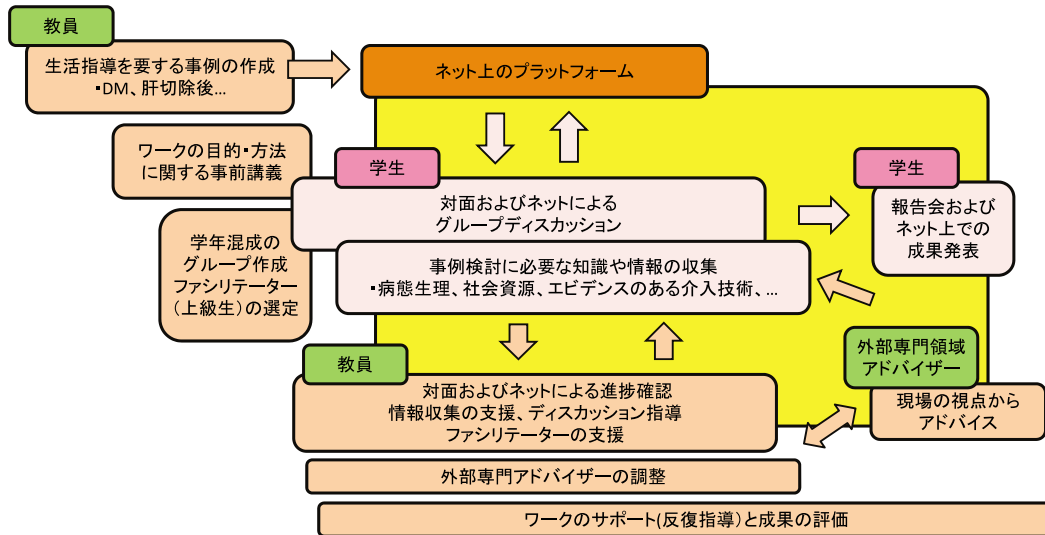 教員
生活指導を要する事例の作成
・DM、肝切除後…
ネット上のプラットフォーム
ワークの目的・方法
に関する事前講義
学生
対面およびネットによる
グループディスカッション
学生
報告会および
ネット上での
成果発表
学年混成の
グループ作成
ファシリテーター
(上級生)の選定
事例検討に必要な知識や情報の収集
・病態生理、社会資源、エビデンスのある介入技術、…
教員
対面およびネットによる進捗確認
情報収集の支援、ディスカッション指導
ファシリテーターの支援
外部専門領域
アドバイザー
現場の視点から
アドバイス
外部専門アドバイザーの調整
ワークのサポート(反復指導)と成果の評価